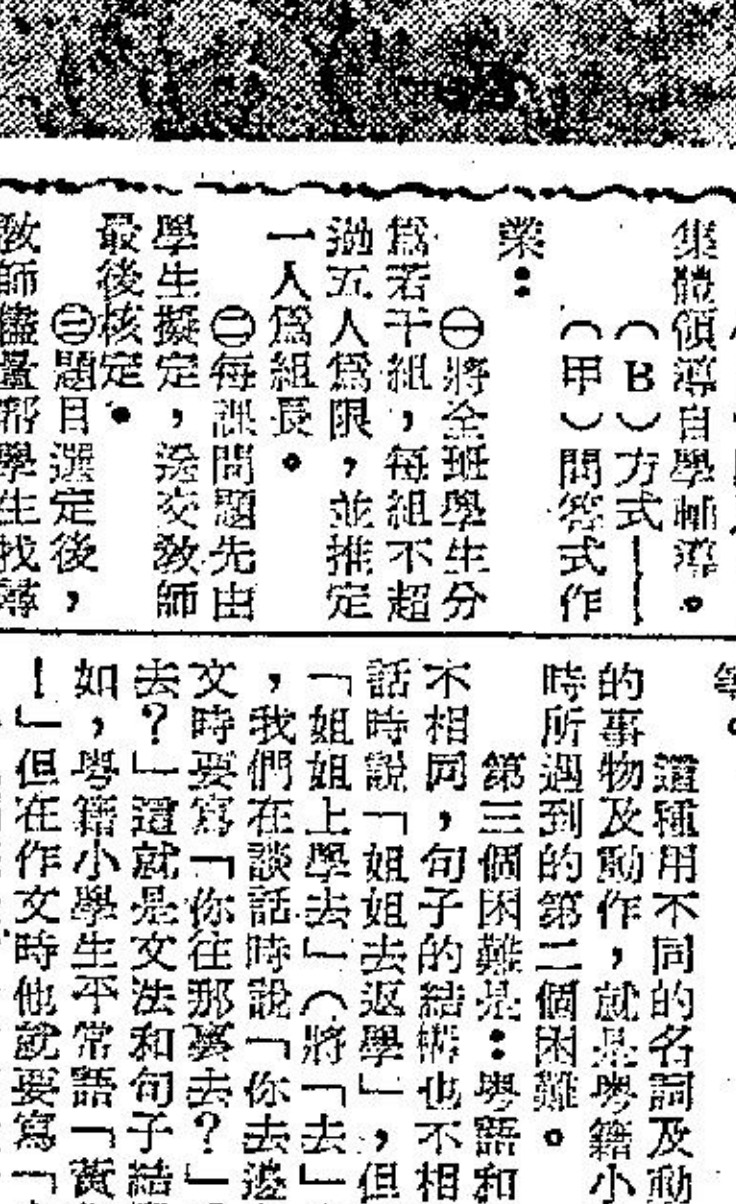 集體領導自學輔導。
（B）方式——
（甲）問答式作
業：
㊀將全班學生分
爲若干組，每組不超
過五人爲限，並推定
一人爲組長。
㊁每課問題先由
學生擬定，送交教師
最後核定。
㊂題目選定後，
教師儘量幫學生找尋
等。
這種用不同的名詞及動
的事物及動作，就是粵籍小
時所遇到的第二個困難。
第三個困難是：粵語和
不相同，句子的結構也不相
話時說「姐姐去返學」，但
「姐姐上學去」（將「去」
，我們在談話時說「你去邊
文時要寫「你往那裏去？」
去？」這就是文法和句子結
如，粵籍小學生平常語「黃
！」但在作文時他就要寫「